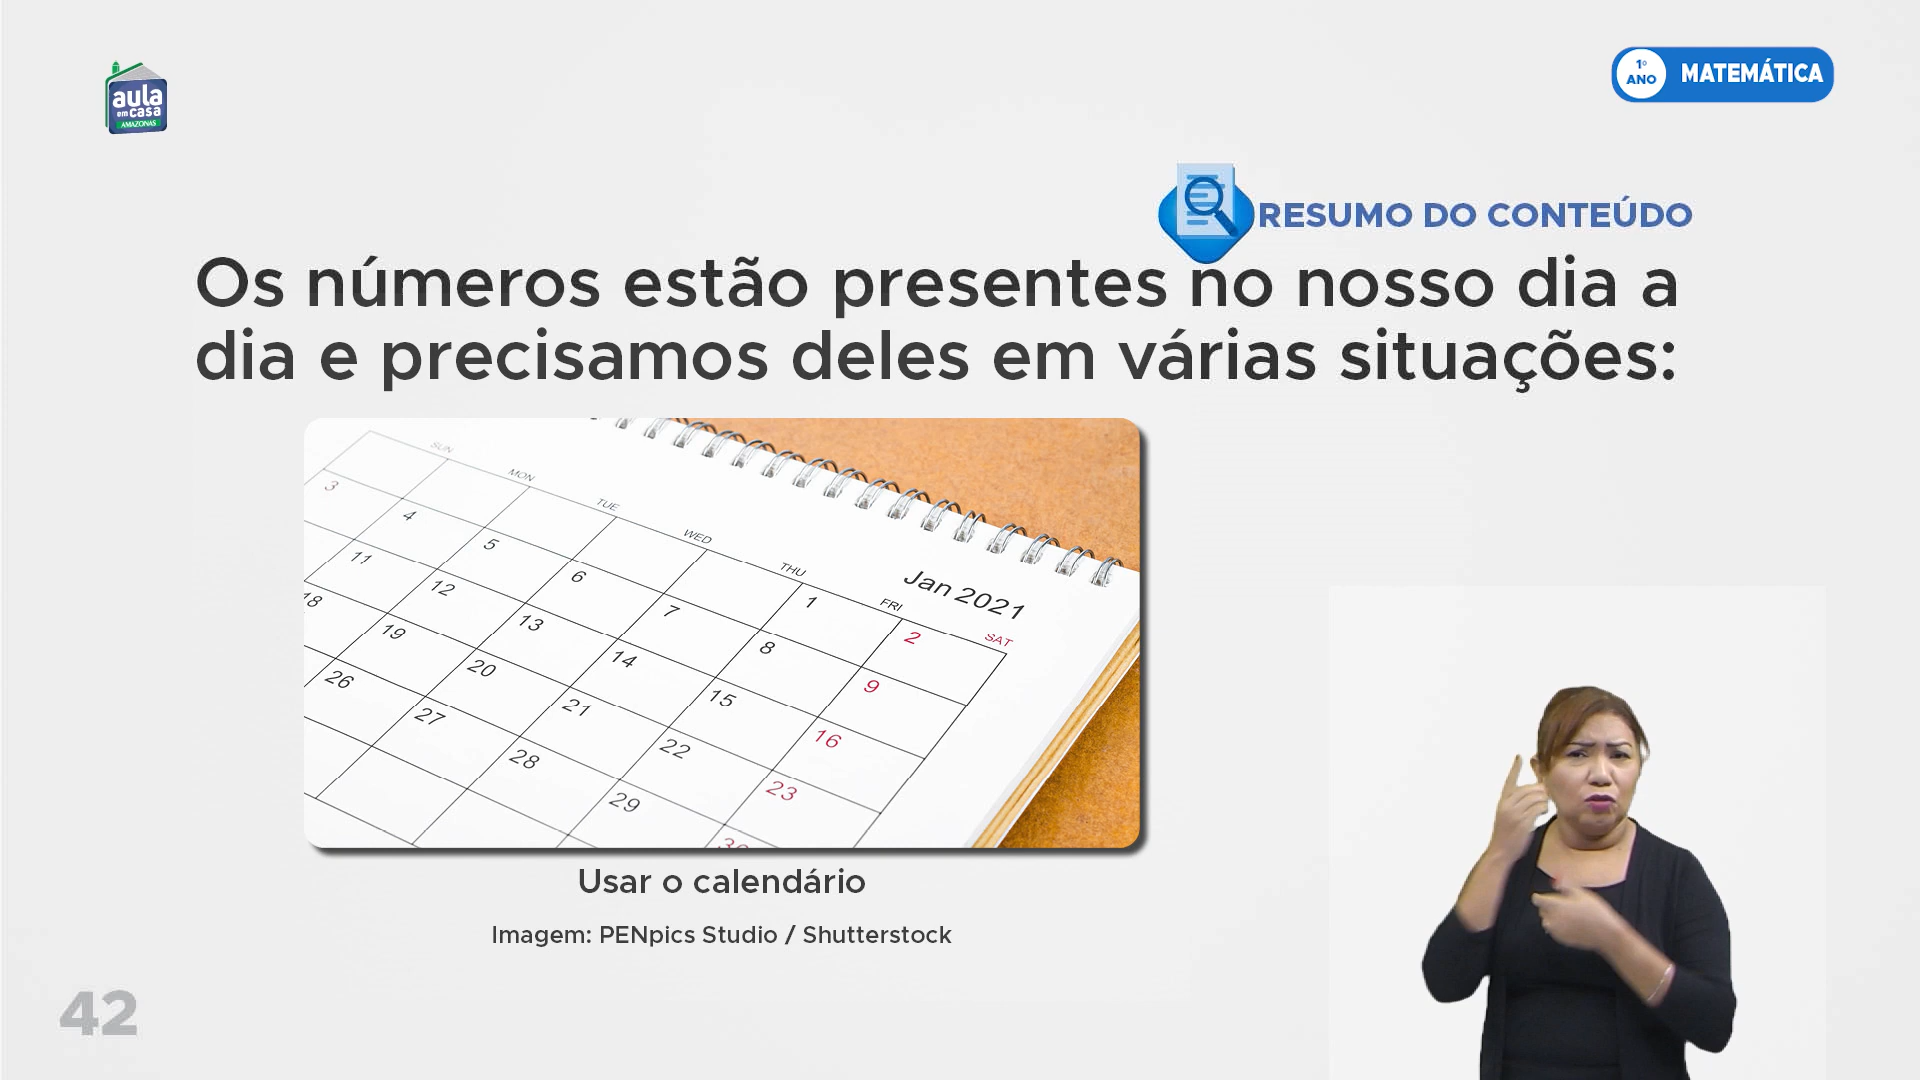 aula
em casa
AMAZONAS
1º
ANO
MATEMÁTICA
RESUMO DO CONTEÚDO
Os números estão presentes no nosso dia a
dia e precisamos deles em várias situações:
Jan 2021
SUN MON TUE WED THU FRI SAT
1 2
3 4 5 6 7 8 9
11 12 13 14 15 16
18 19 20 21 22 23
26 27 28 29 30
Usar o calendário
Imagem: PENpics Studio / Shutterstock
42